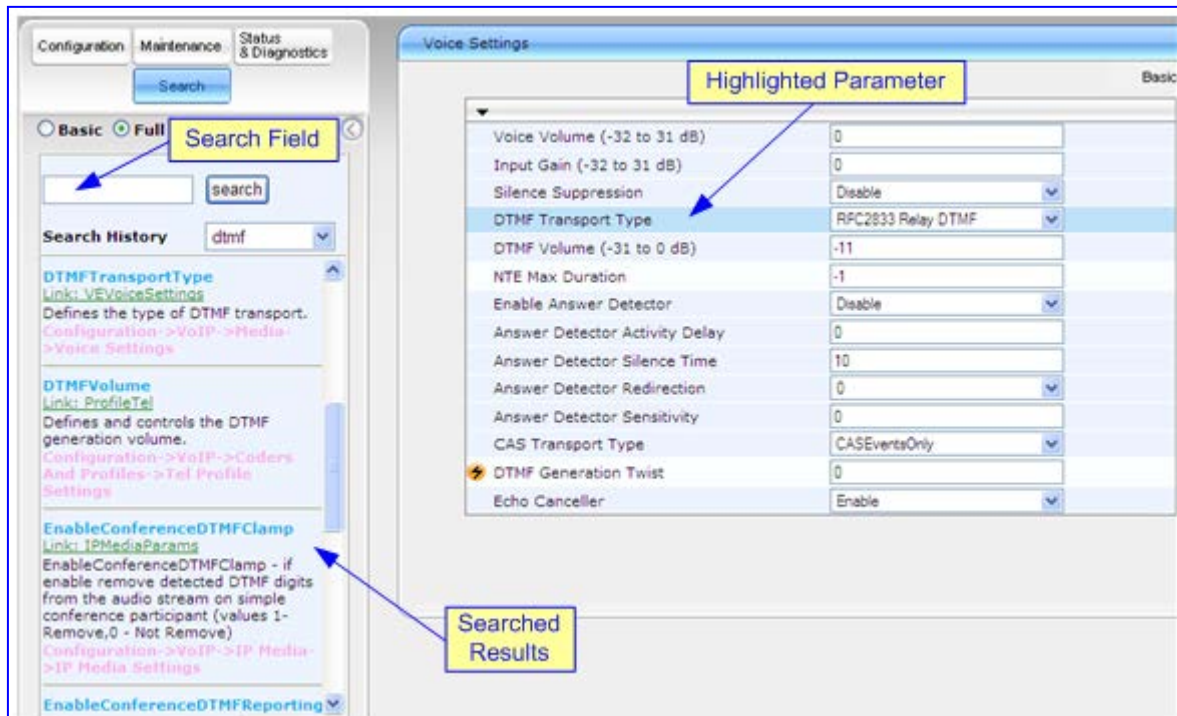 Configuration
Maintenance
Status
& Diagnostics
Search
Basic
Full
Search Field
search
Search History
dtmf
DTMFTransportType
Link: VEVoiceSettings
Defines the type of DTMF transport.
Configuration->VoIP->Media-
>Voice Settings
DTMFVolume
Link: ProfileTel
Defines and controls the DTMF
generation volume.
Configuration->VoIP->Coders
And Profiles->Tel Profile
Settings
EnableConferenceDTMFClamp
Link: IPMediaParams
EnableConferenceDTMFClamp - if
enable remove detected DTMF digits
from the audio stream on simple
conference participant (values 1-
Remove,0 - Not Remove)
Configuration->VoIP->IP Media-
>IP Media Settings
EnableConferenceDTMFReporting
Searched
Results
Voice Settings
Highlighted Parameter
Basic
Voice Volume (-32 to 31 dB) 0
Input Gain (-32 to 31 dB) 0
Silence Suppression Disable
DTMF Transport Type RFC2833 Relay DTMF
DTMF Volume (-31 to 0 dB) -11
NTE Max Duration -1
Enable Answer Detector Disable
Answer Detector Activity Delay 0
Answer Detector Silence Time 10
Answer Detector Redirection 0
Answer Detector Sensitivity 0
CAS Transport Type CASEventsOnly
DTMF Generation Twist 0
Echo Canceller Enable